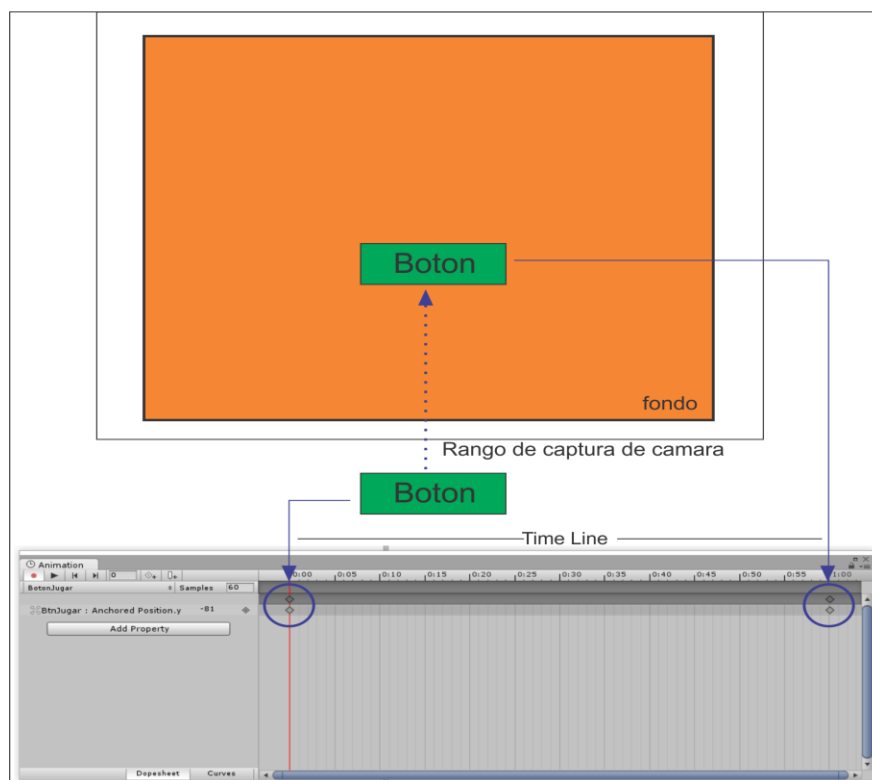 Boton
fondo
Rango de captura de camara
Boton
Time Line
Animation
0
0:00 0:05 0:10 0:15 0:20 0:25 0:30 0:35 0:40 0:45 0:50 0:55 1:00
BotonJugar Samples 60
BtnJugar : Anchored Position.y -81
Add Property
Dopesheet Curves